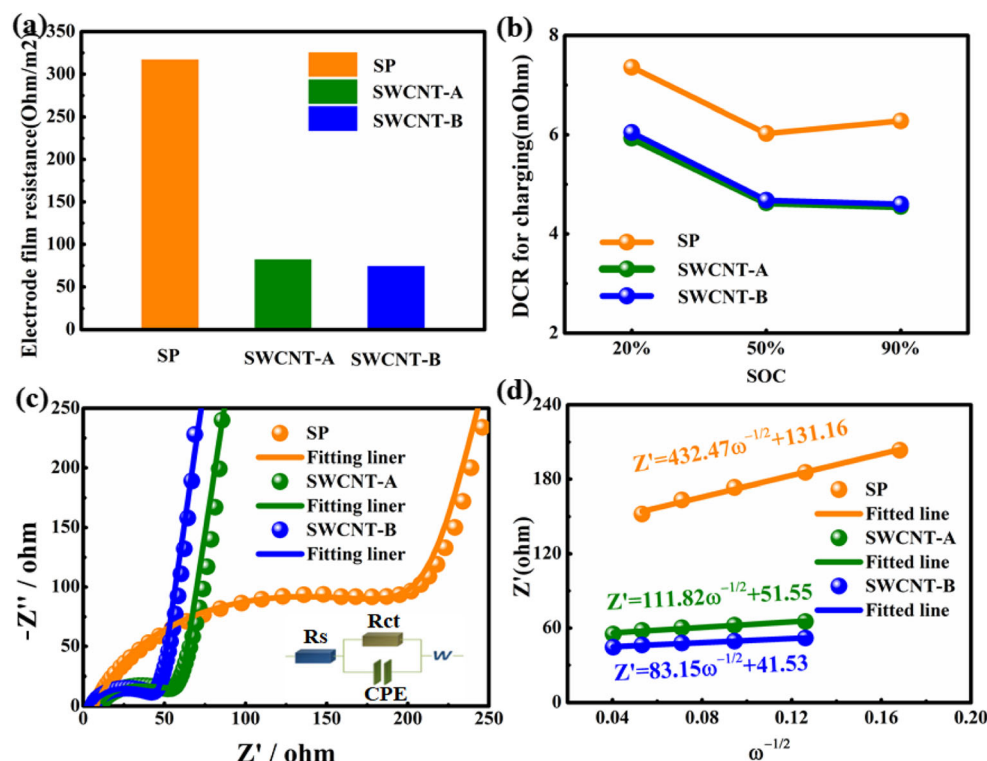 (a)
Electrode film resistance(Ohm/m2)
350
300
250
200
150
100
50
0
SP
SWCNT-A
SWCNT-B
SP
SWCNT-A
SWCNT-B
(b)
DCR for charging(mOhm)
8
6
4
2
SP
SWCNT-A
SWCNT-B
20%
50%
90%
SOC
(c)
-Z'' / ohm
250
200
150
100
50
0
SP
Fitting liner
SWCNT-A
Fitting liner
SWCNT-B
Fitting liner
Rs
Rct
CPE
W
0
50
100
150
200
250
Z' / ohm
(d)
Z'(ohm)
240
180
120
60
0
Z'=432.47ω⁻¹/²+131.16
SP
Fitted line
SWCNT-A
Fitted line
SWCNT-B
Fitted line
Z'=111.82ω⁻¹/²+51.55
Z'=83.15ω⁻¹/²+41.53
0.04
0.08
0.12
0.16
0.20
ω⁻¹/²